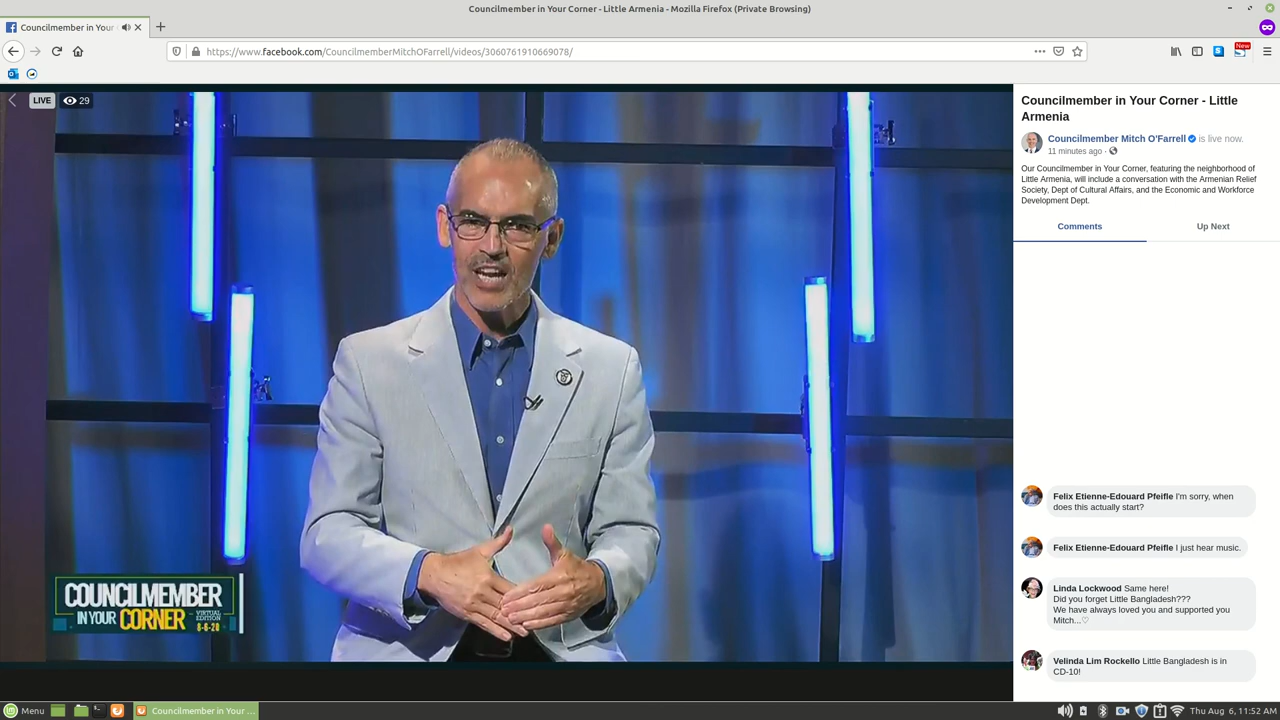 Councilmember in Your Corner - Little Armenia - Mozilla Firefox (Private Browsing)
Councilmember in Your
https://www.facebook.com/CouncilmemberMitchOFarrell/videos/3060761910669078/
New
LIVE
29
COUNCILMEMBER
IN YOUR CORNER
- VIRTUAL -
EDITION
8-6-20
Councilmember in Your Corner - Little
Armenia
Councilmember Mitch O'Farrell is live now.
11 minutes ago ·
Our Councilmember in Your Corner, featuring the neighborhood of
Little Armenia, will include a conversation with the Armenian Relief
Society, Dept of Cultural Affairs, and the Economic and Workforce
Development Dept.
Comments
Up Next
Felix Etienne-Edouard Pfeifle I'm sorry, when
does this actually start?
Felix Etienne-Edouard Pfeifle I just hear music.
Linda Lockwood Same here!
Did you forget Little Bangladesh???
We have always loved you and supported you
Mitch...♡
Velinda Lim Rockello Little Bangladesh is in
CD-10!
Menu
Councilmember in Your ...
Thu Aug 6, 11:52 AM